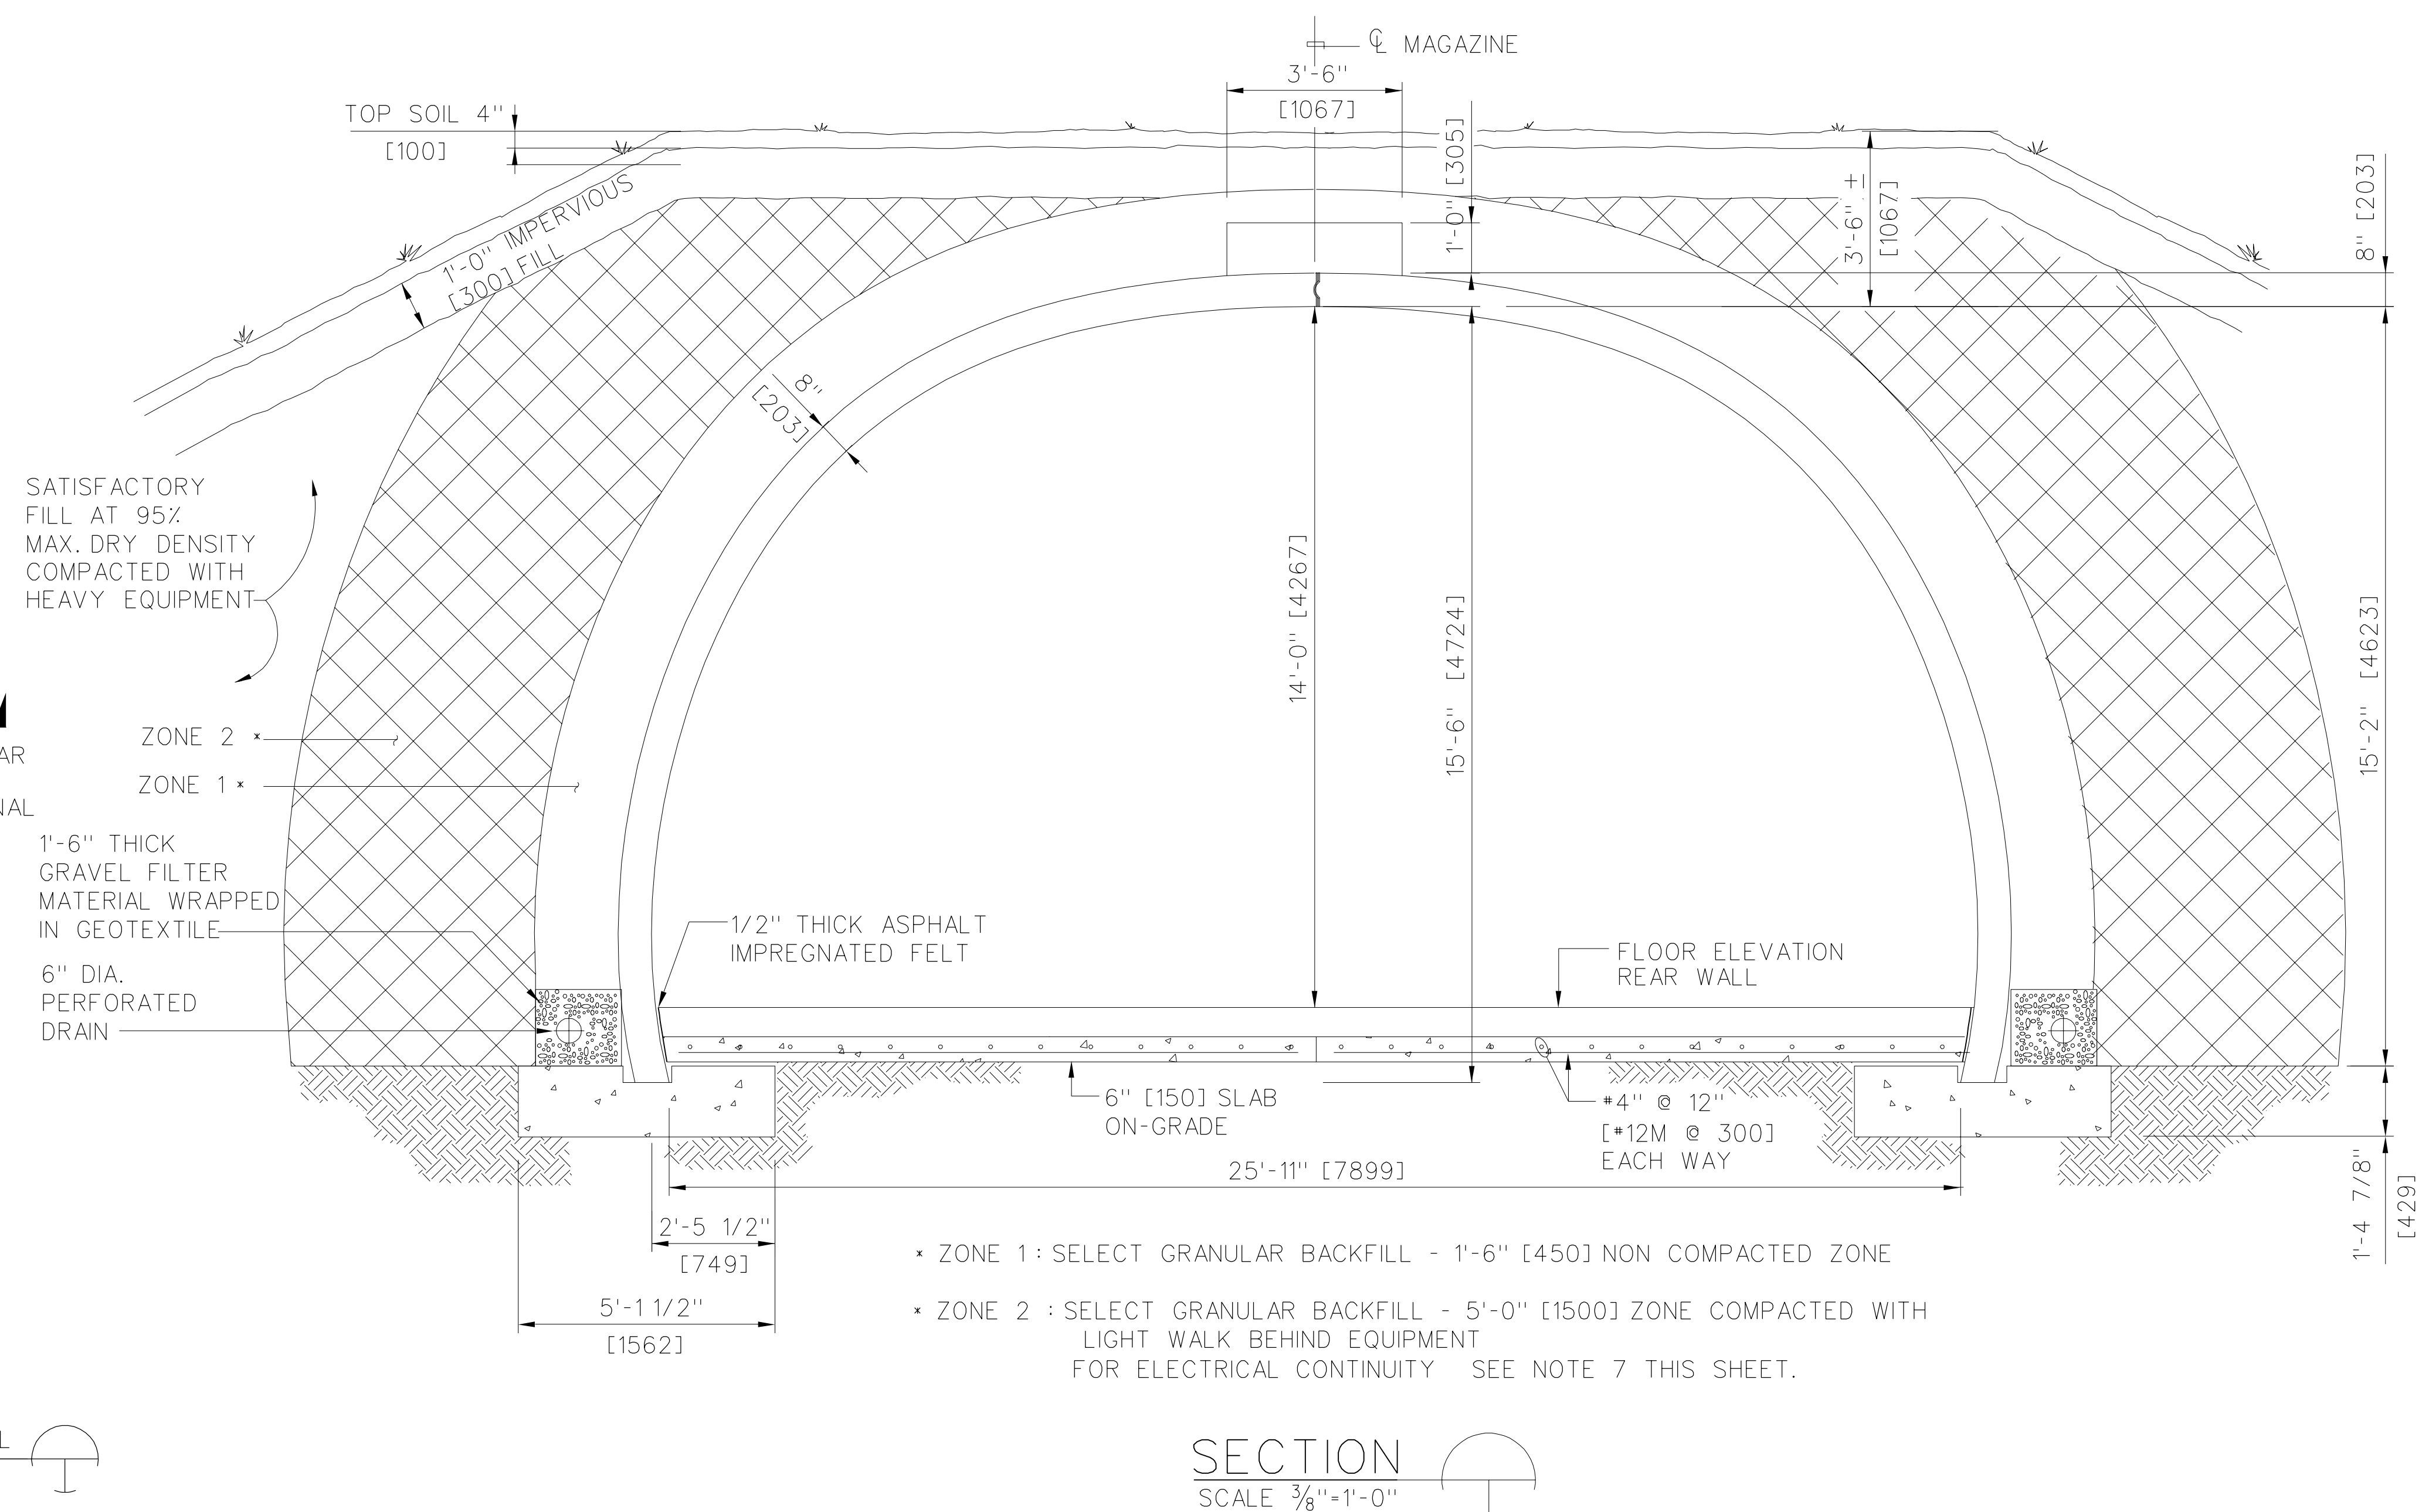 ℄ MAGAZINE
3'-6"
[1067]
TOP SOIL 4"
[100]
1'-0" [305]
8" [203]
3'-6" ±
[1067]
1'-0" IMPERVIOUS
[300] FILL
8"
[203]
SATISFACTORY
FILL AT 95%
MAX. DRY DENSITY
COMPACTED WITH
HEAVY EQUIPMENT
14'-0" [4267]
15'-6" [4724]
15'-2" [4623]
ZONE 2 *
AR
ZONE 1 *
NAL
1'-6" THICK
GRAVEL FILTER
MATERIAL WRAPPED
IN GEOTEXTILE
1/2" THICK ASPHALT
IMPREGNATED FELT
FLOOR ELEVATION
REAR WALL
6" DIA.
PERFORATED
DRAIN
6" [150] SLAB
ON-GRADE
#4" @ 12"
[#12M @ 300]
EACH WAY
25'-11" [7899]
1'-4 7/8"
[429]
2'-5 1/2"
[749]
5'-1 1/2"
[1562]
* ZONE 1 : SELECT GRANULAR BACKFILL - 1'-6" [450] NON COMPACTED ZONE
* ZONE 2 : SELECT GRANULAR BACKFILL - 5'-0" [1500] ZONE COMPACTED WITH
LIGHT WALK BEHIND EQUIPMENT
FOR ELECTRICAL CONTINUITY SEE NOTE 7 THIS SHEET.
L
SECTION
SCALE 3/8"=1'-0"